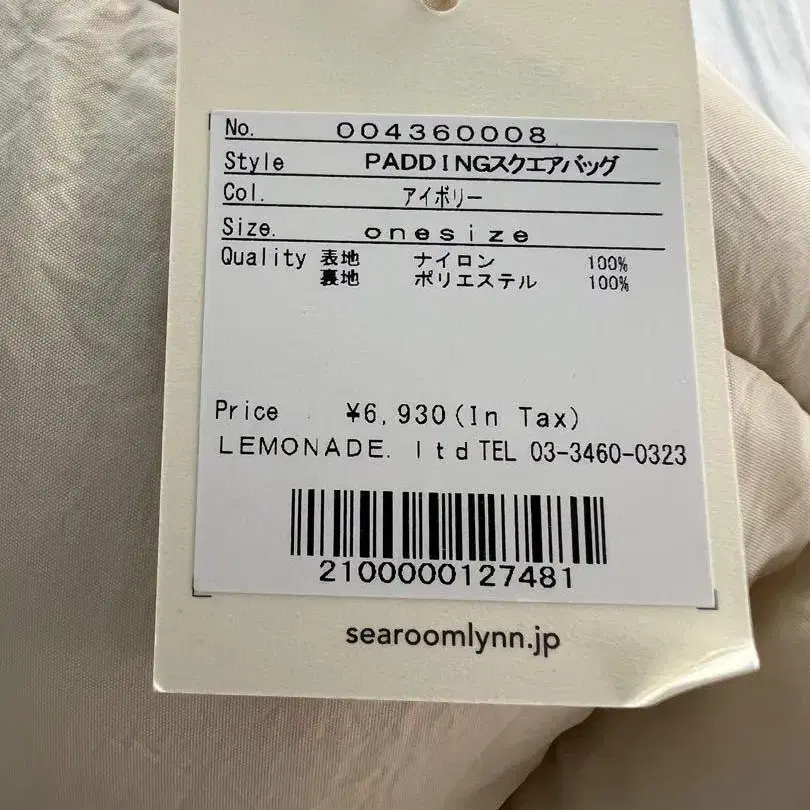 No. 004360008
Style PADDINGスクエアバッグ
Col. アイボリー
Size. onesize
Quality 表地 ナイロン 100%
裏地 ポリエステル 100%
Price ¥6,930(In Tax)
LEMONADE. ltd TEL 03-3460-0323
2100000127481
searoomlynn.jp